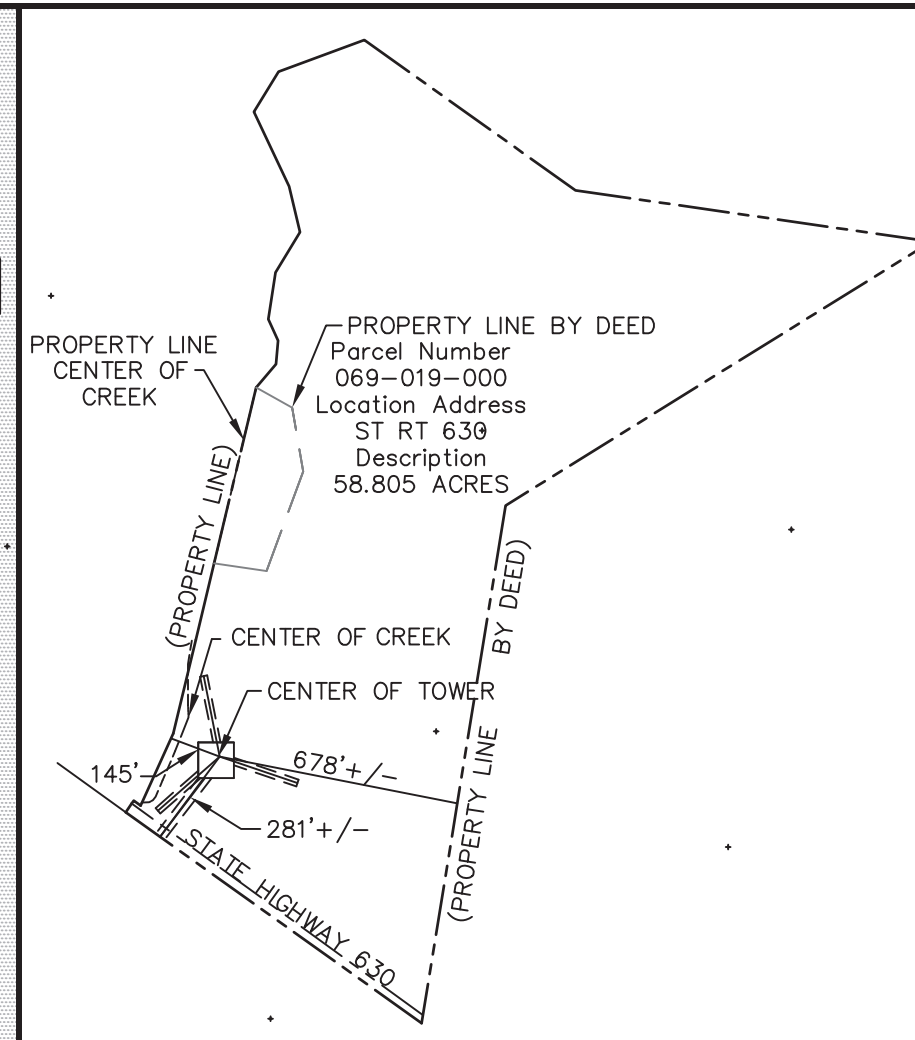 PROPERTY LINE BY DEED
Parcel Number
069-019-000
Location Address
ST RT 630
Description
58.805 ACRES
PROPERTY LINE
CENTER OF
CREEK
(PROPERTY LINE)
CENTER OF CREEK
CENTER OF TOWER
678'+/-
145'
281'+/-
STATE HIGHWAY 630
(PROPERTY LINE BY DEED)